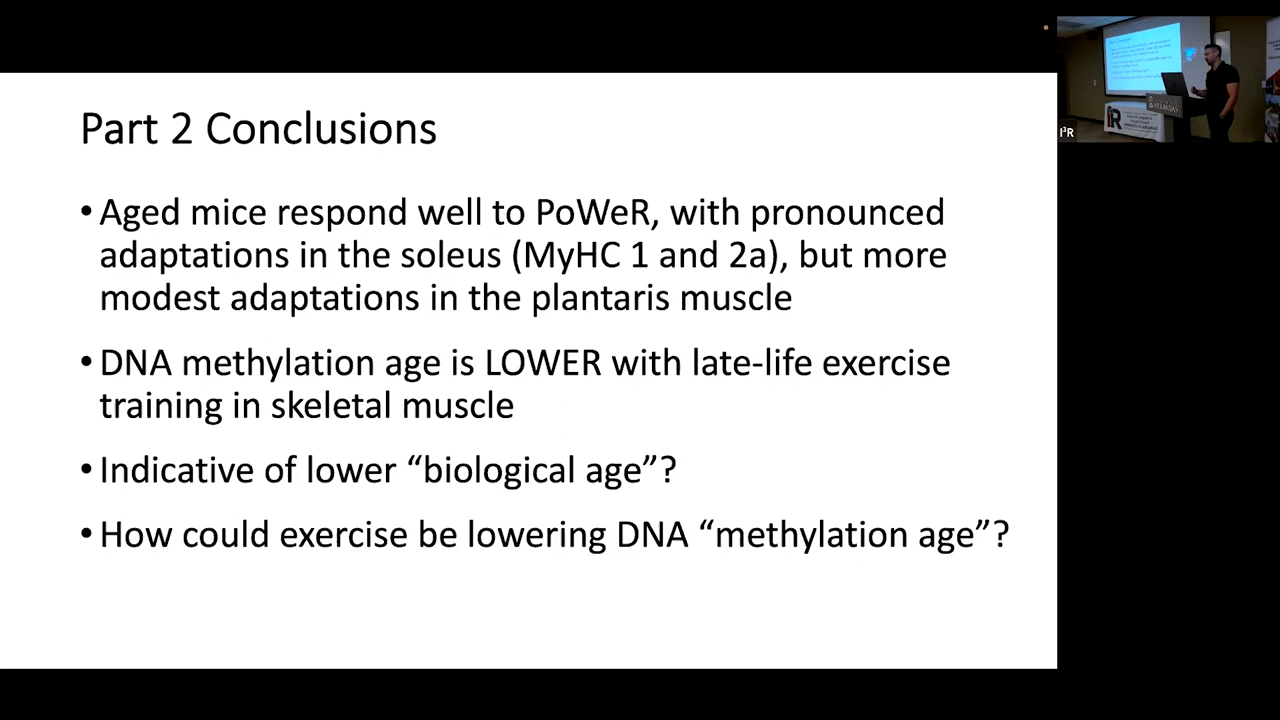 Part 2 Conclusions
• Aged mice respond well to PoWeR, with pronounced
adaptations in the soleus (MyHC 1 and 2a), but more
modest adaptations in the plantaris muscle
• DNA methylation age is LOWER with late-life exercise
training in skeletal muscle
• Indicative of lower “biological age”?
• How could exercise be lowering DNA “methylation age”?
I³R